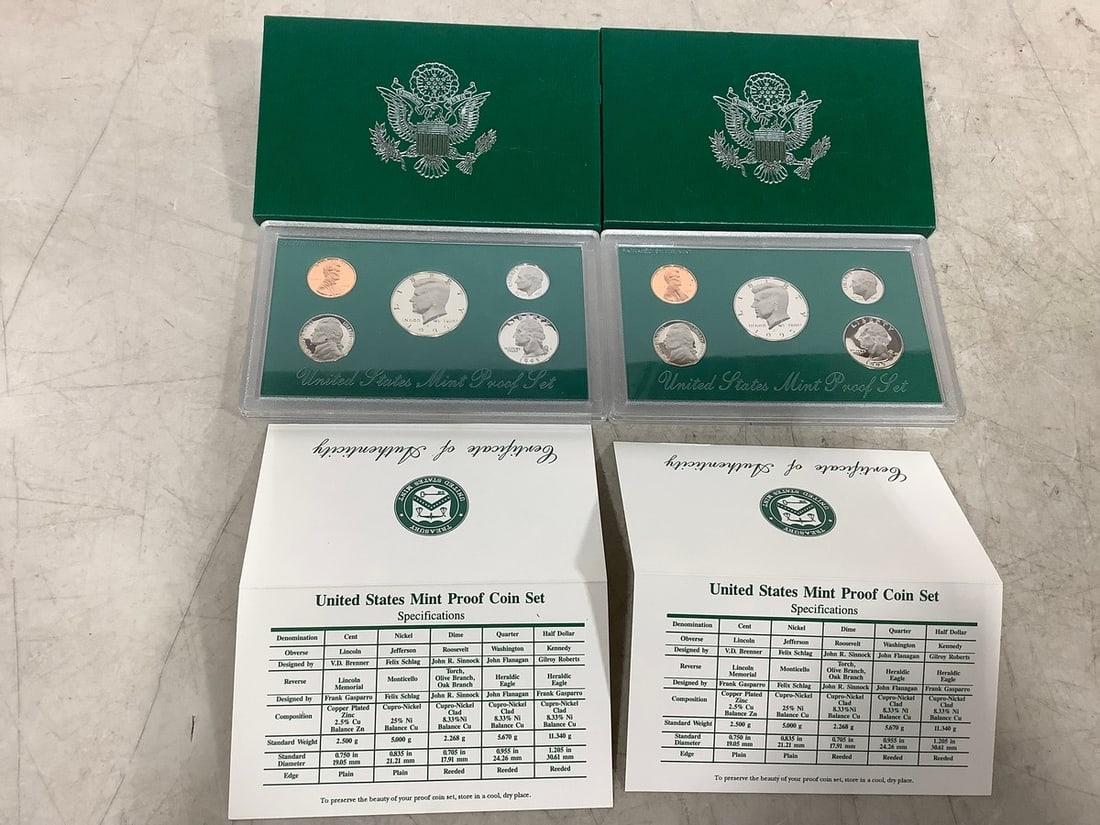 LIBERTY
1995
United States Mint Proof Set
LIBERTY
1995
United States Mint Proof Set
Certificate of Authenticity
UNITED STATES MINT
TREASURY
United States Mint Proof Coin Set
Specifications
Denomination Cent Nickel Dime Quarter Half Dollar
Obverse Lincoln Jefferson Roosevelt Washington Kennedy
Designed by V.D. Brenner Felix Schlag John R. Sinnock John Flanagan Gilroy Roberts
Reverse Lincoln Memorial Monticello Torch, Olive Branch, Oak Branch Heraldic Eagle Heraldic Eagle
Designed by Frank Gasparro Felix Schlag John R. Sinnock John Flanagan Frank Gasparro
Composition Copper Plated Zinc 2.5% Cu Balance Zn Cupro-Nickel 25% Ni Balance Cu Cupro-Nickel Clad 8.33%Ni Balance Cu Cupro-Nickel Clad 8.33% Ni Balance Cu Cupro-Nickel Clad 8.33% Ni Balance Cu
Standard Weight 2.500 g 5.000 g 2.268 g 5.670 g 11.340 g
Standard Diameter 0.750 in 19.05 mm 0.835 in 21.21 mm 0.705 in 17.91 mm 0.955 in 24.26 mm 1.205 in 30.61 mm
Edge Plain Plain Reeded Reeded Reeded
To preserve the beauty of your proof coin set, store in a cool, dry place.
Certificate of Authenticity
UNITED STATES MINT
TREASURY
United States Mint Proof Coin Set
Specifications
Denomination Cent Nickel Dime Quarter Half Dollar
Obverse Lincoln Jefferson Roosevelt Washington Kennedy
Designed by V.D. Brenner Felix Schlag John R. Sinnock John Flanagan Gilroy Roberts
Reverse Lincoln Memorial Monticello Torch, Olive Branch, Oak Branch Heraldic Eagle Heraldic Eagle
Designed by Frank Gasparro Felix Schlag John R. Sinnock John Flanagan Frank Gasparro
Composition Copper Plated Zinc 2.5% Cu Balance Zn Cupro-Nickel 25% Ni Balance Cu Cupro-Nickel Clad 8.33%Ni Balance Cu Cupro-Nickel Clad 8.33% Ni Balance Cu Cupro-Nickel Clad 8.33% Ni Balance Cu
Standard Weight 2.500 g 5.000 g 2.268 g 5.670 g 11.340 g
Standard Diameter 0.750 in 19.05 mm 0.835 in 21.21 mm 0.705 in 17.91 mm 0.955 in 24.26 mm 1.205 in 30.61 mm
Edge Plain Plain Reeded Reeded Reeded
To preserve the beauty of your proof coin set, store in a cool, dry place.